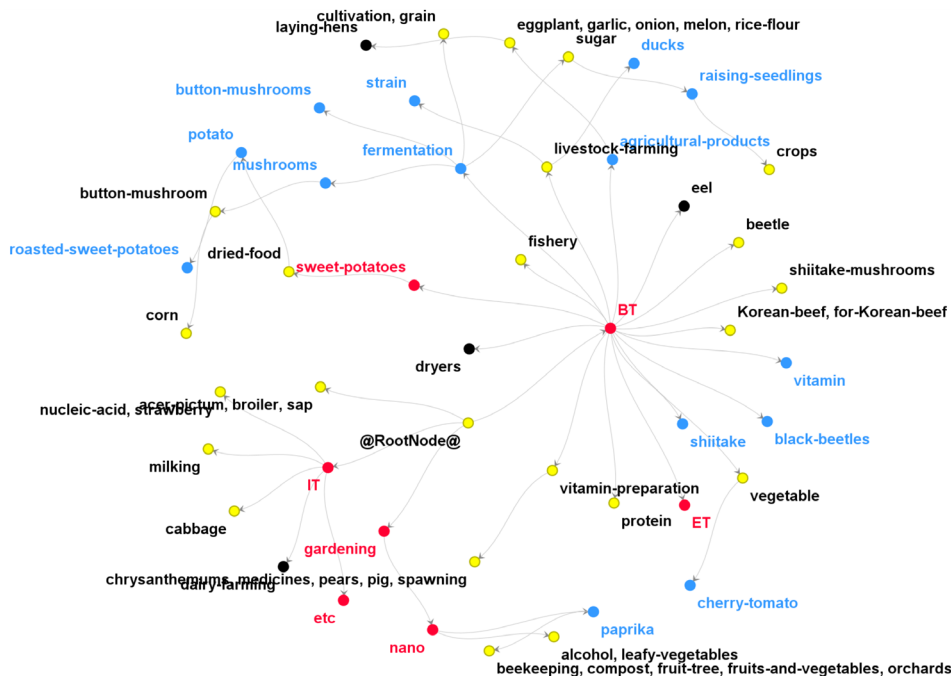 cultivation, grain
eggplant, garlic, onion, melon, rice-flour
laying-hens
sugar
ducks
strain
raising-seedlings
button-mushrooms
potato
agricultural-products
livestock-farming
fermentation
crops
mushrooms
eel
button-mushroom
beetle
fishery
roasted-sweet-potatoes
dried-food
sweet-potatoes
shiitake-mushrooms
BT
Korean-beef, for-Korean-beef
corn
dryers
vitamin
acer-pictum, broiler, sap
nucleic-acid, strawberry
@RootNode@
shiitake
black-beetles
milking
IT
vitamin-preparation
vegetable
protein
ET
cabbage
gardening
chrysanthemums, medicines, pears, pig, spawning
dairy-farming
cherry-tomato
etc
paprika
nano
alcohol, leafy-vegetables
beekeeping, compost, fruit-tree, fruits-and-vegetables, orchards